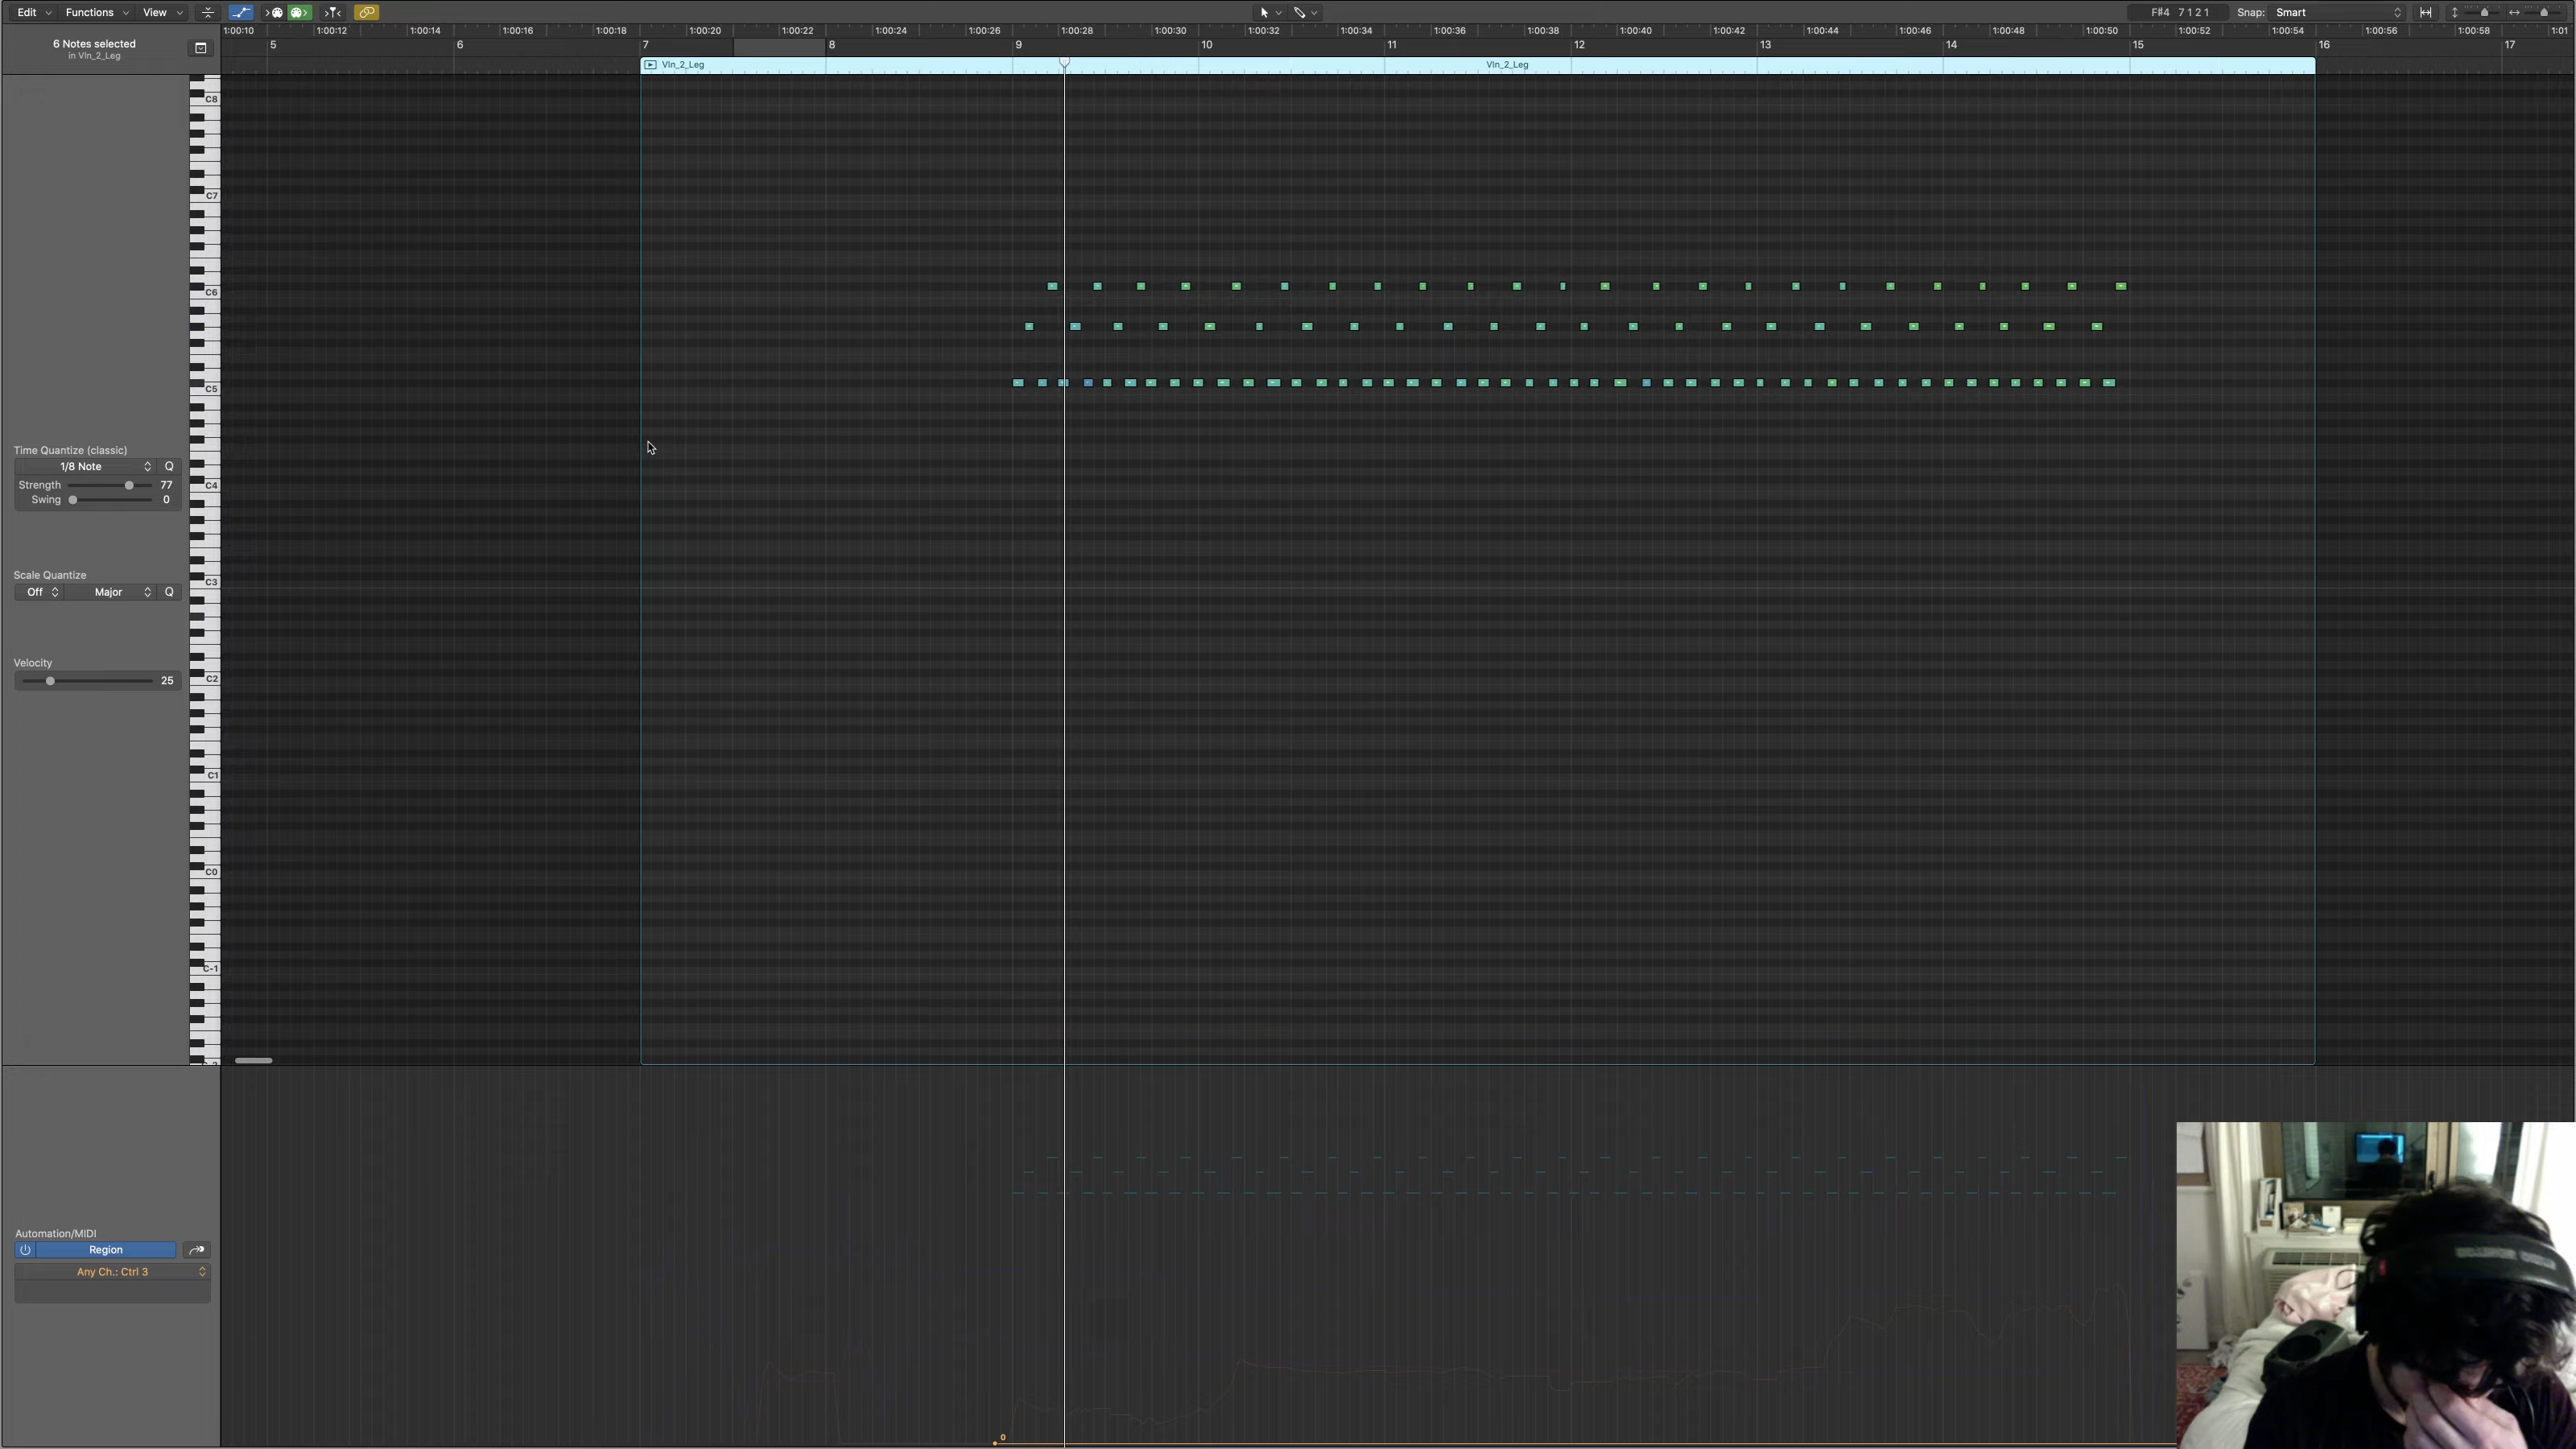 Edit Functions View F#4 7 1 2 1 Snap: Smart
1:00:10 1:00:12 1:00:14 1:00:16 1:00:18 1:00:20 1:00:22 1:00:24 1:00:26 1:00:28 1:00:30 1:00:32 1:00:34 1:00:36 1:00:38 1:00:40 1:00:42 1:00:44 1:00:46 1:00:48 1:00:50 1:00:52 1:00:54 1:00:56 1:00:58 1:01
6 Notes selected
5 6 7 8 9 10 11 12 13 14 15 16 17
in Vln_2_Leg
Vln_2_Leg Vln_2_Leg
C8
C7
C6
C5
Time Quantize (classic)
1/8 Note Q
C4
Strength 77
Swing 0
Scale Quantize
C3
Off Major Q
Velocity
C2
25
C1
C0
C-1
Automation/MIDI
Region
Any Ch.: Ctrl 3
0